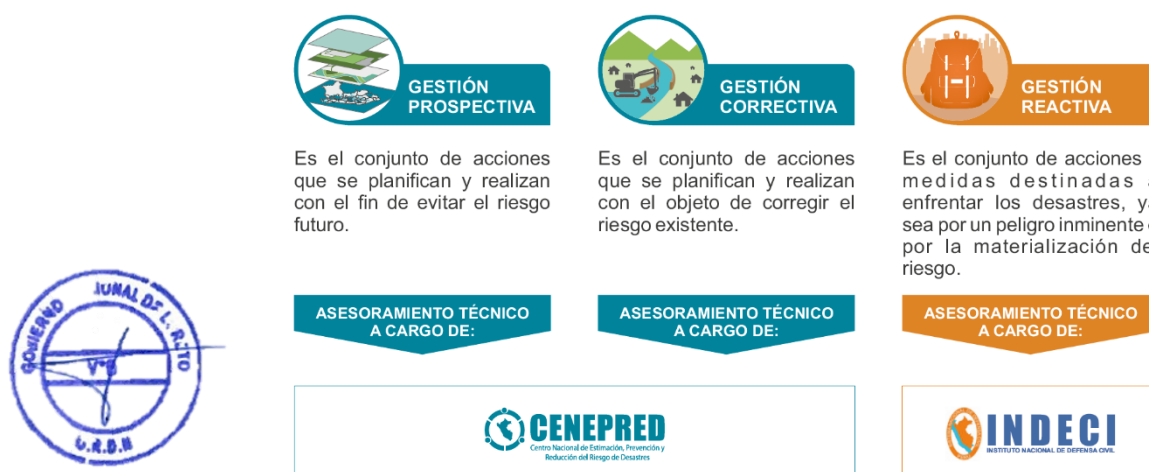 GESTIÓN
PROSPECTIVA
Es el conjunto de acciones
que se planifican y realizan
con el fin de evitar el riesgo
futuro.
ASESORAMIENTO TÉCNICO
A CARGO DE:
GESTIÓN
CORRECTIVA
Es el conjunto de acciones
que se planifican y realizan
con el objeto de corregir el
riesgo existente.
ASESORAMIENTO TÉCNICO
A CARGO DE:
GESTIÓN
REACTIVA
Es el conjunto de acciones
medidas destinadas
enfrentar los desastres,
sea por un peligro inminente
por la materialización
riesgo.
ASESORAMIENTO TÉCNICO
A CARGO DE:
CENEPRED
Centro Nacional de Estimación, Prevención y
Reducción del Riesgo de Desastres
INDECI
INSTITUTO NACIONAL DE DEFENSA CIVIL
V°B